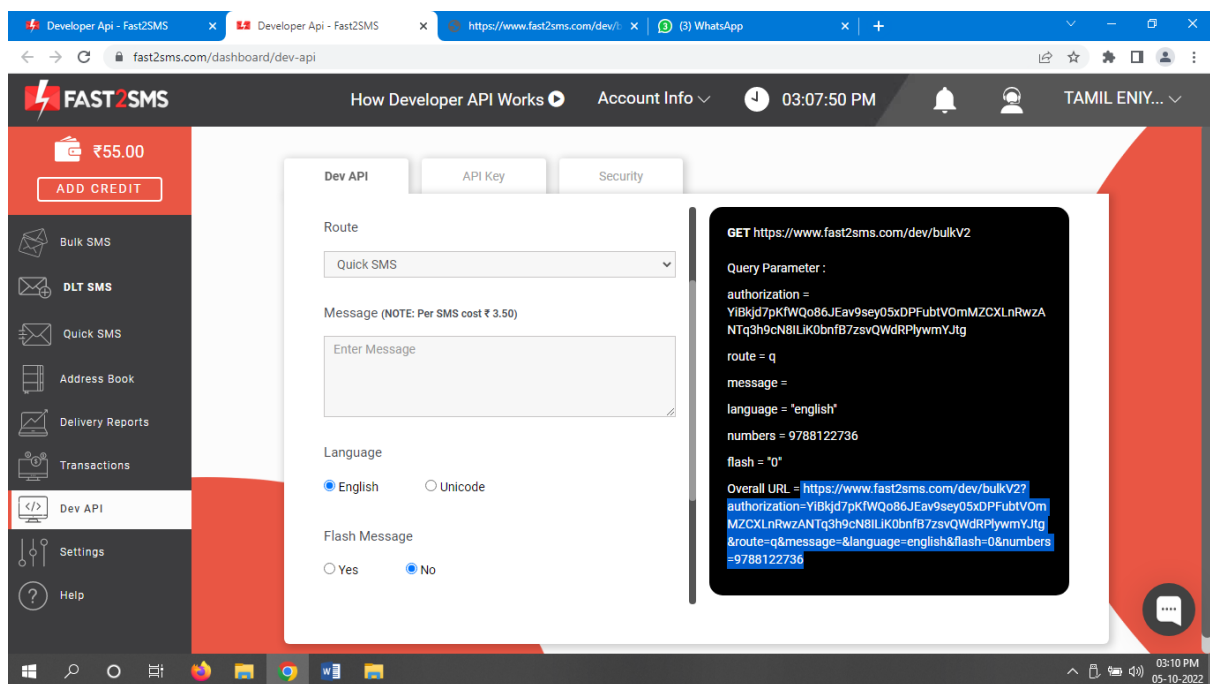 Developer Api - Fast2SMS
Developer Api - Fast2SMS
https://www.fast2sms.com/dev/b
(3) WhatsApp
fast2sms.com/dashboard/dev-api
FAST2SMS
How Developer API Works
Account Info
03:07:50 PM
TAMIL ENIY...
₹55.00
ADD CREDIT
Bulk SMS
DLT SMS
Quick SMS
Address Book
Delivery Reports
Transactions
Dev API
Settings
Help
Dev API
API Key
Security
Route
Quick SMS
Message (NOTE: Per SMS cost ₹ 3.50)
Enter Message
Language
English
Unicode
Flash Message
Yes
No
GET https://www.fast2sms.com/dev/bulkV2
Query Parameter :
authorization =
YiBkjd7pKfWQo86JEav9sey05xDPFubtVOmMZCXLnRwzA
NTq3h9cN8ILiK0bnfB7zsvQWdRPlywmYJtg
route = q
message =
language = "english"
numbers = 9788122736
flash = "0"
Overall URL = https://www.fast2sms.com/dev/bulkV2?
authorization=YiBkjd7pKfWQo86JEav9sey05xDPFubtVOm
MZCXLnRwzANTq3h9cN8ILiK0bnfB7zsvQWdRPlywmYJtg
&route=q&message=&language=english&flash=0&numbers
=9788122736
03:10 PM
05-10-2022